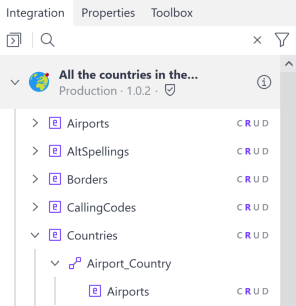 Integration Properties Toolbox
All the countries in the...
Production · 1.0.2 ·
Airports CRUD
AltSpellings CRUD
Borders CRUD
CallingCodes CRUD
Countries CRUD
Airport_Country
Airports